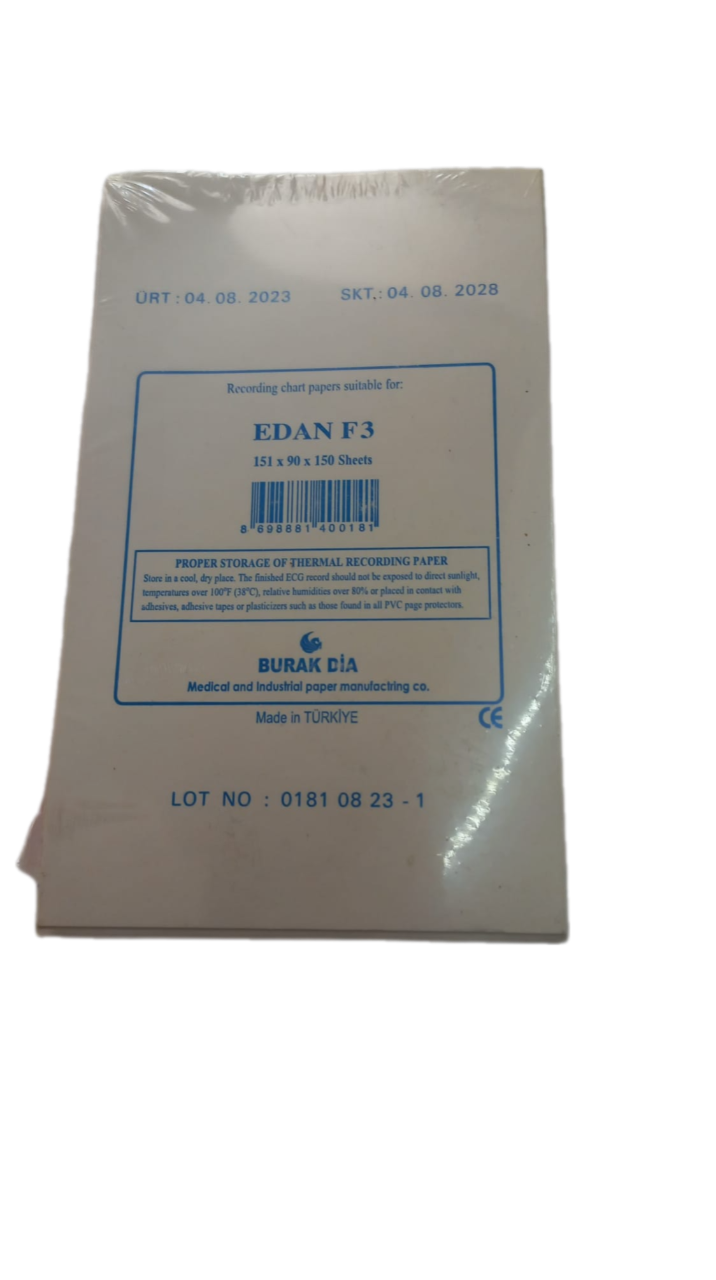 ÜRT : 04. 08. 2023 SKT.: 04. 08. 2028
Recording chart papers suitable for:
EDAN F3
151 x 90 x 150 Sheets
8 698881 400181
PROPER STORAGE OF THERMAL RECORDING PAPER
Store in a cool, dry place. The finished ECG record should not be exposed to direct sunlight,
temperatures over 100°F (38°C), relative humidities over 80% or placed in contact with
adhesives, adhesive tapes or plasticizers such as those found in all PVC page protectors.
BURAK DİA
Medical and Industrial paper manufactring co.
Made in TÜRKİYE CE
LOT NO : 0181 08 23 - 1